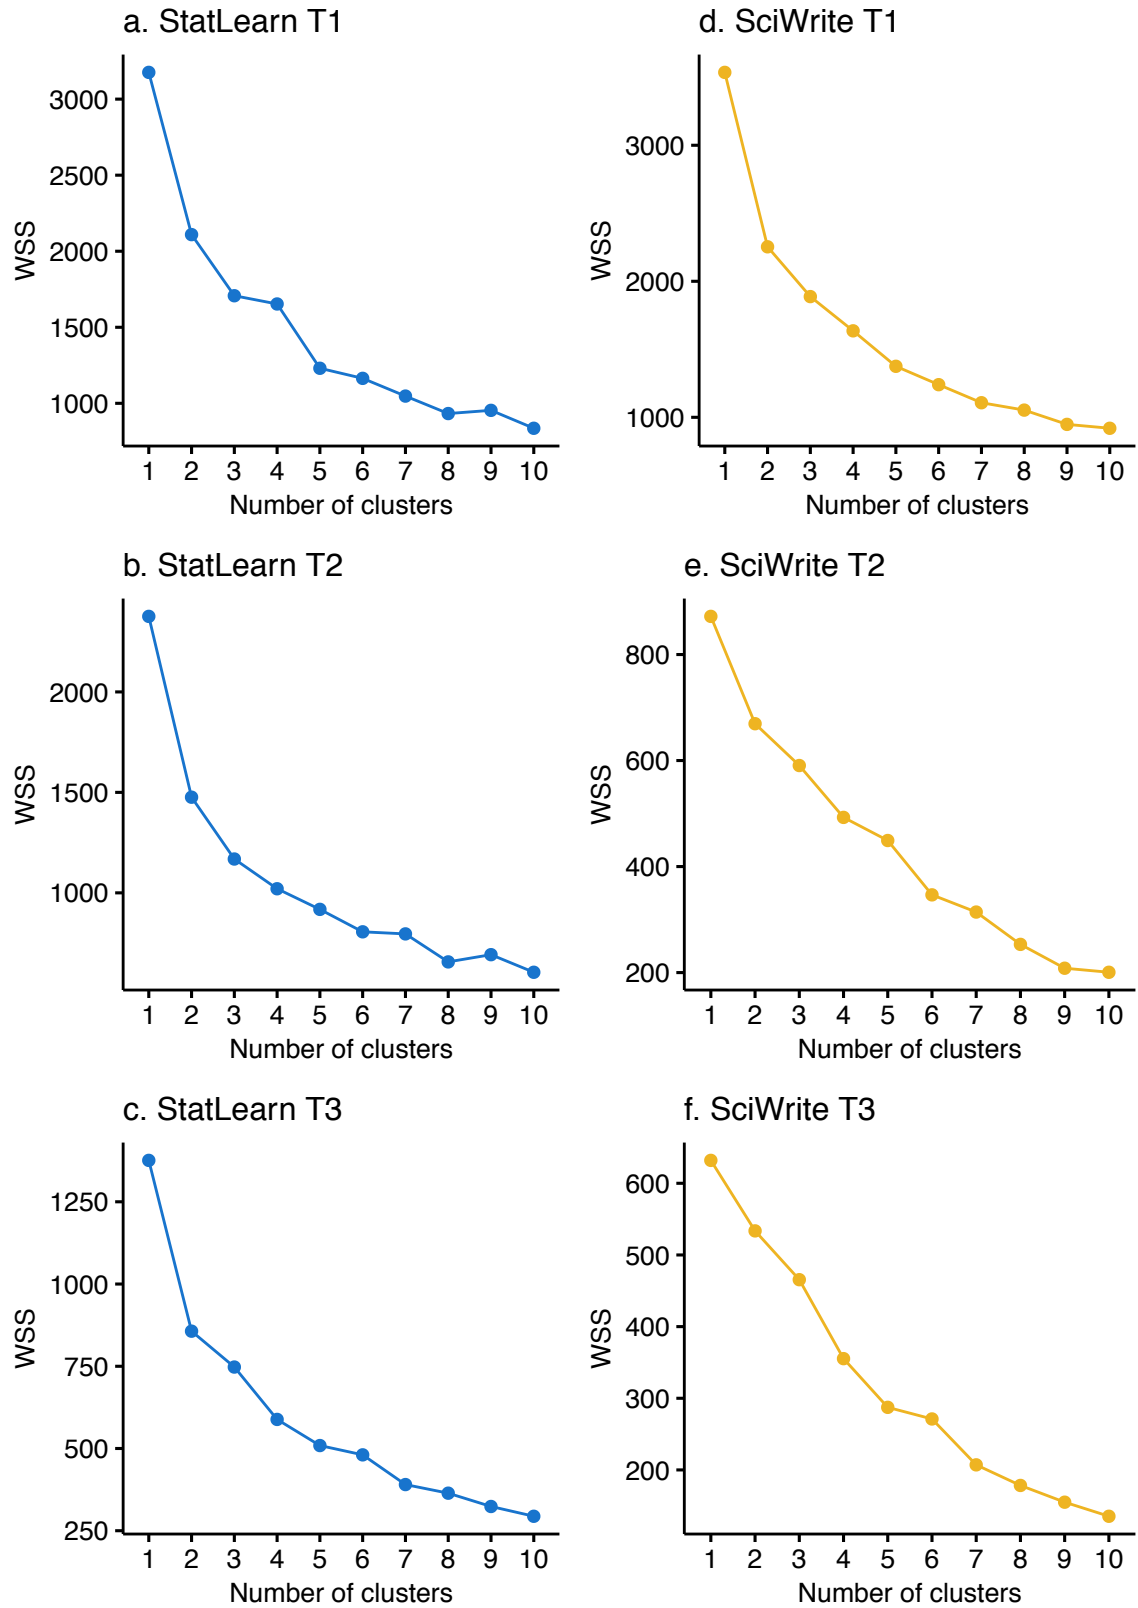 a. StatLearn T1
WSS
3000
2500
2000
1500
1000
1 2 3 4 5 6 7 8 9 10
Number of clusters
d. SciWrite T1
WSS
3000
2000
1000
1 2 3 4 5 6 7 8 9 10
Number of clusters
b. StatLearn T2
WSS
2000
1500
1000
1 2 3 4 5 6 7 8 9 10
Number of clusters
e. SciWrite T2
WSS
800
600
400
200
1 2 3 4 5 6 7 8 9 10
Number of clusters
c. StatLearn T3
WSS
1250
1000
750
500
250
1 2 3 4 5 6 7 8 9 10
Number of clusters
f. SciWrite T3
WSS
600
500
400
300
200
1 2 3 4 5 6 7 8 9 10
Number of clusters